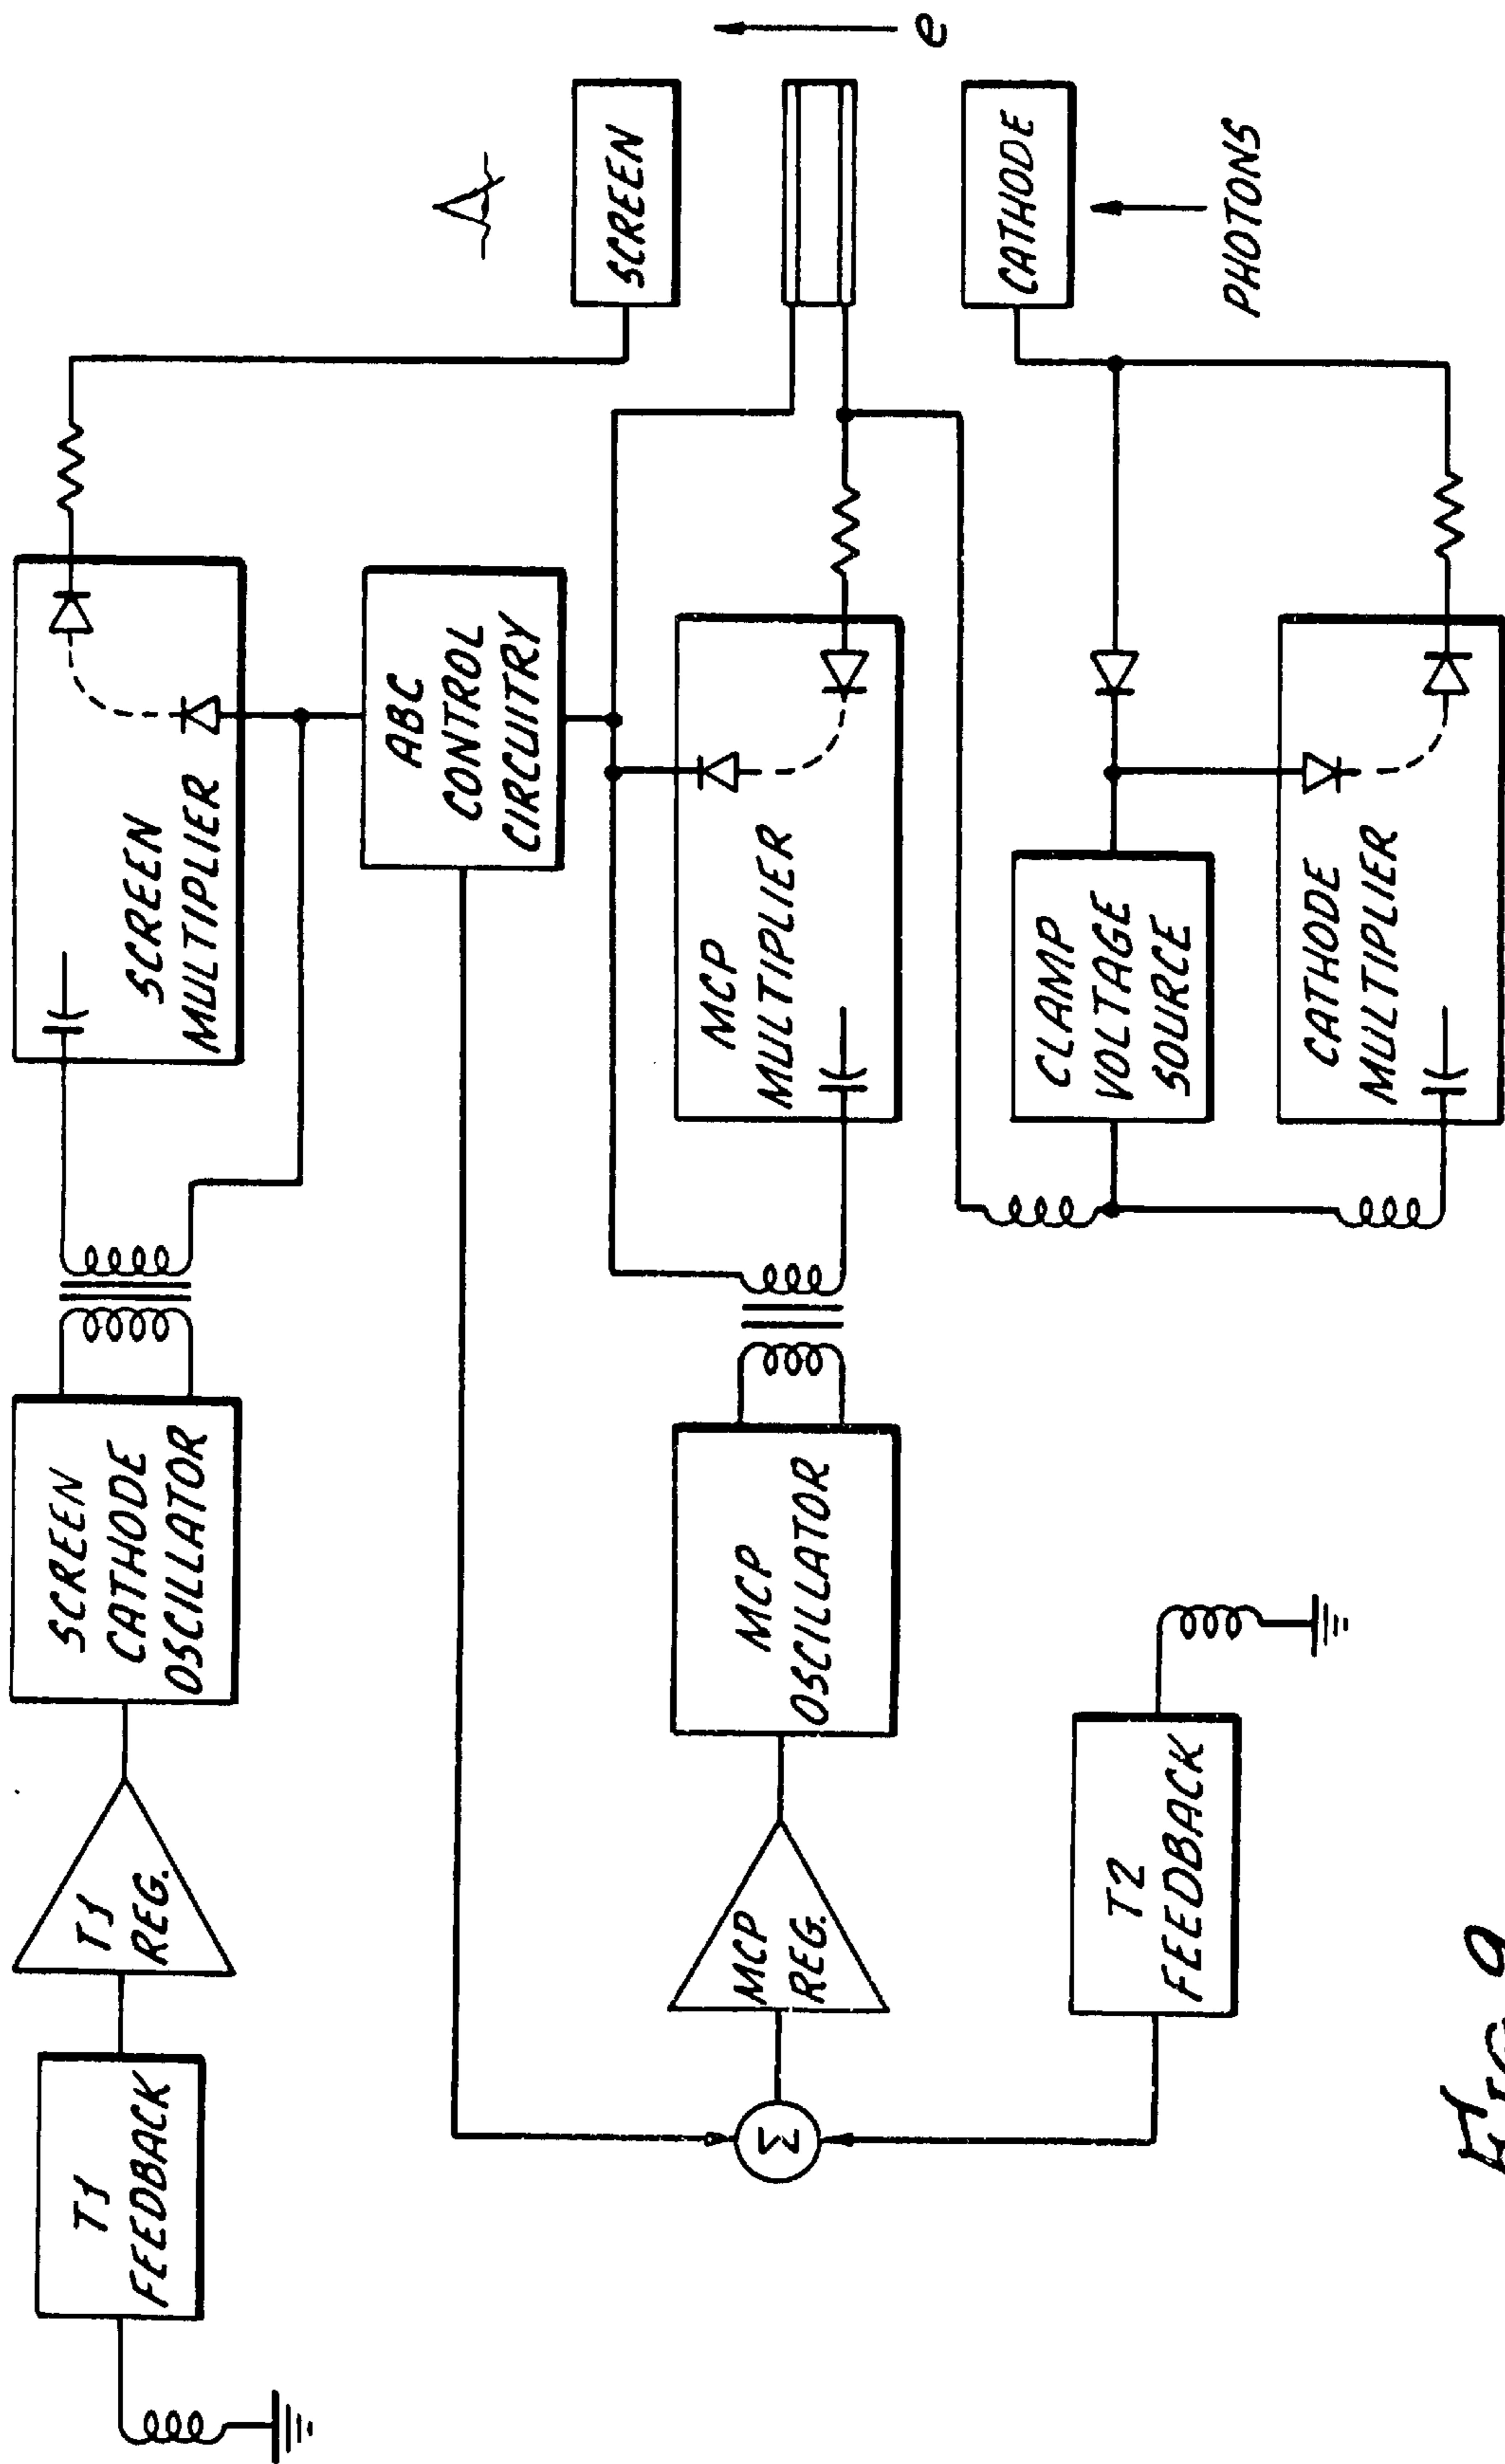 T1
FEEDBACK
T1
REG.
SCREEN
CATHODE
OSCILLATOR
SCREEN
MULTIPLIER
ABC
CONTROL
CIRCUITRY
SCREEN
e
Σ
MCP
REG.
MCP
OSCILLATOR
MCP
MULTIPLIER
T2
FEEDBACK
CLAMP
VOLTAGE
SOURCE
CATHODE
MULTIPLIER
CATHODE
PHOTONS